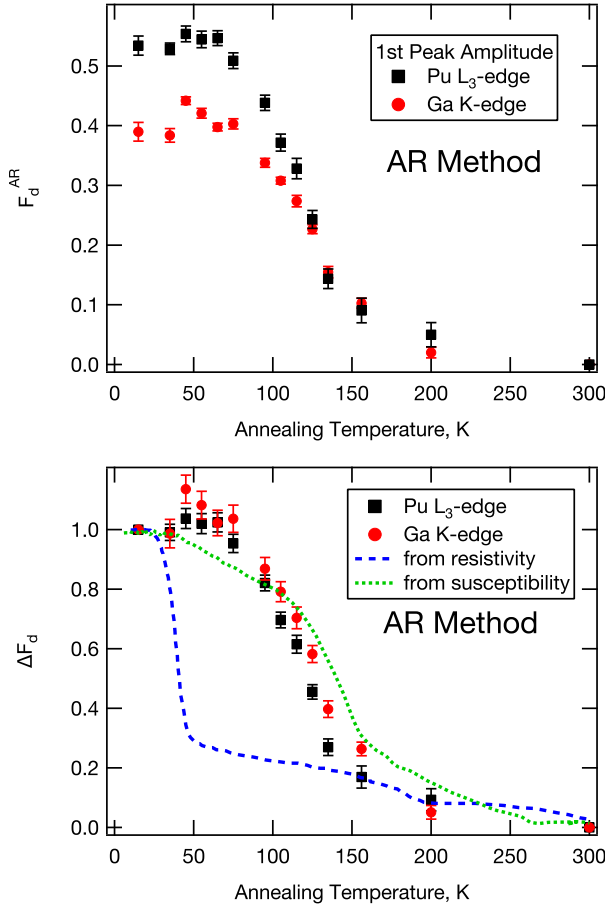 0.5
0.4
0.3
0.2
0.1
0.0
F_d^AR
1st Peak Amplitude
Pu L₃-edge
Ga K-edge
AR Method
0 50 100 150 200 250 300
Annealing Temperature, K
1.0
0.8
0.6
0.4
0.2
0.0
ΔF_d
Pu L₃-edge
Ga K-edge
from resistivity
from susceptibility
AR Method
0 50 100 150 200 250 300
Annealing Temperature, K